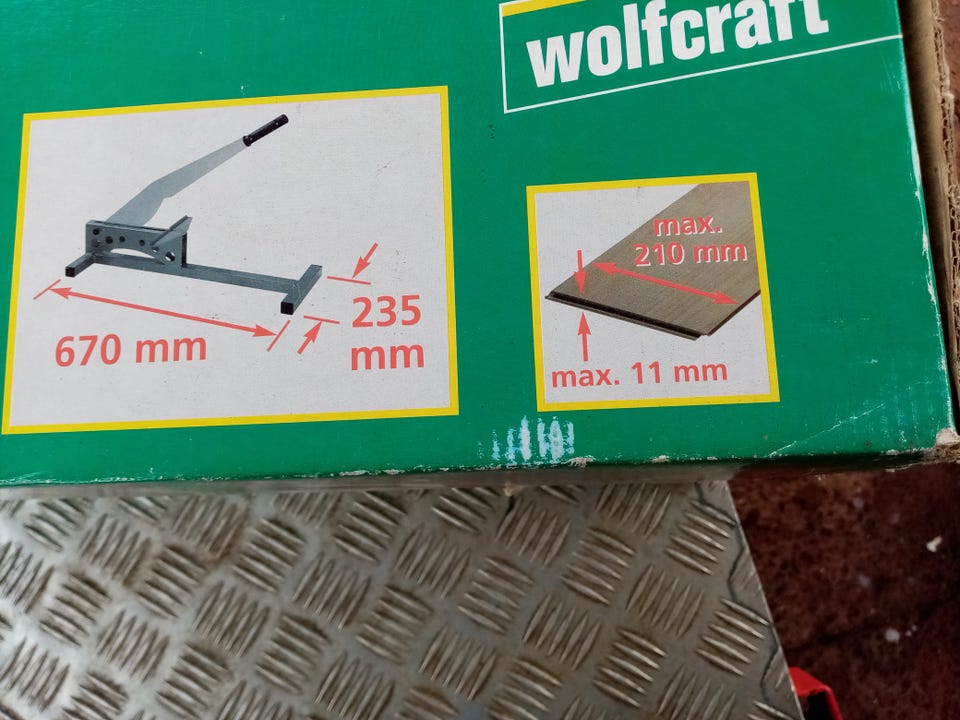 wolfcraft
670 mm
235
mm
max.
210 mm
max. 11 mm